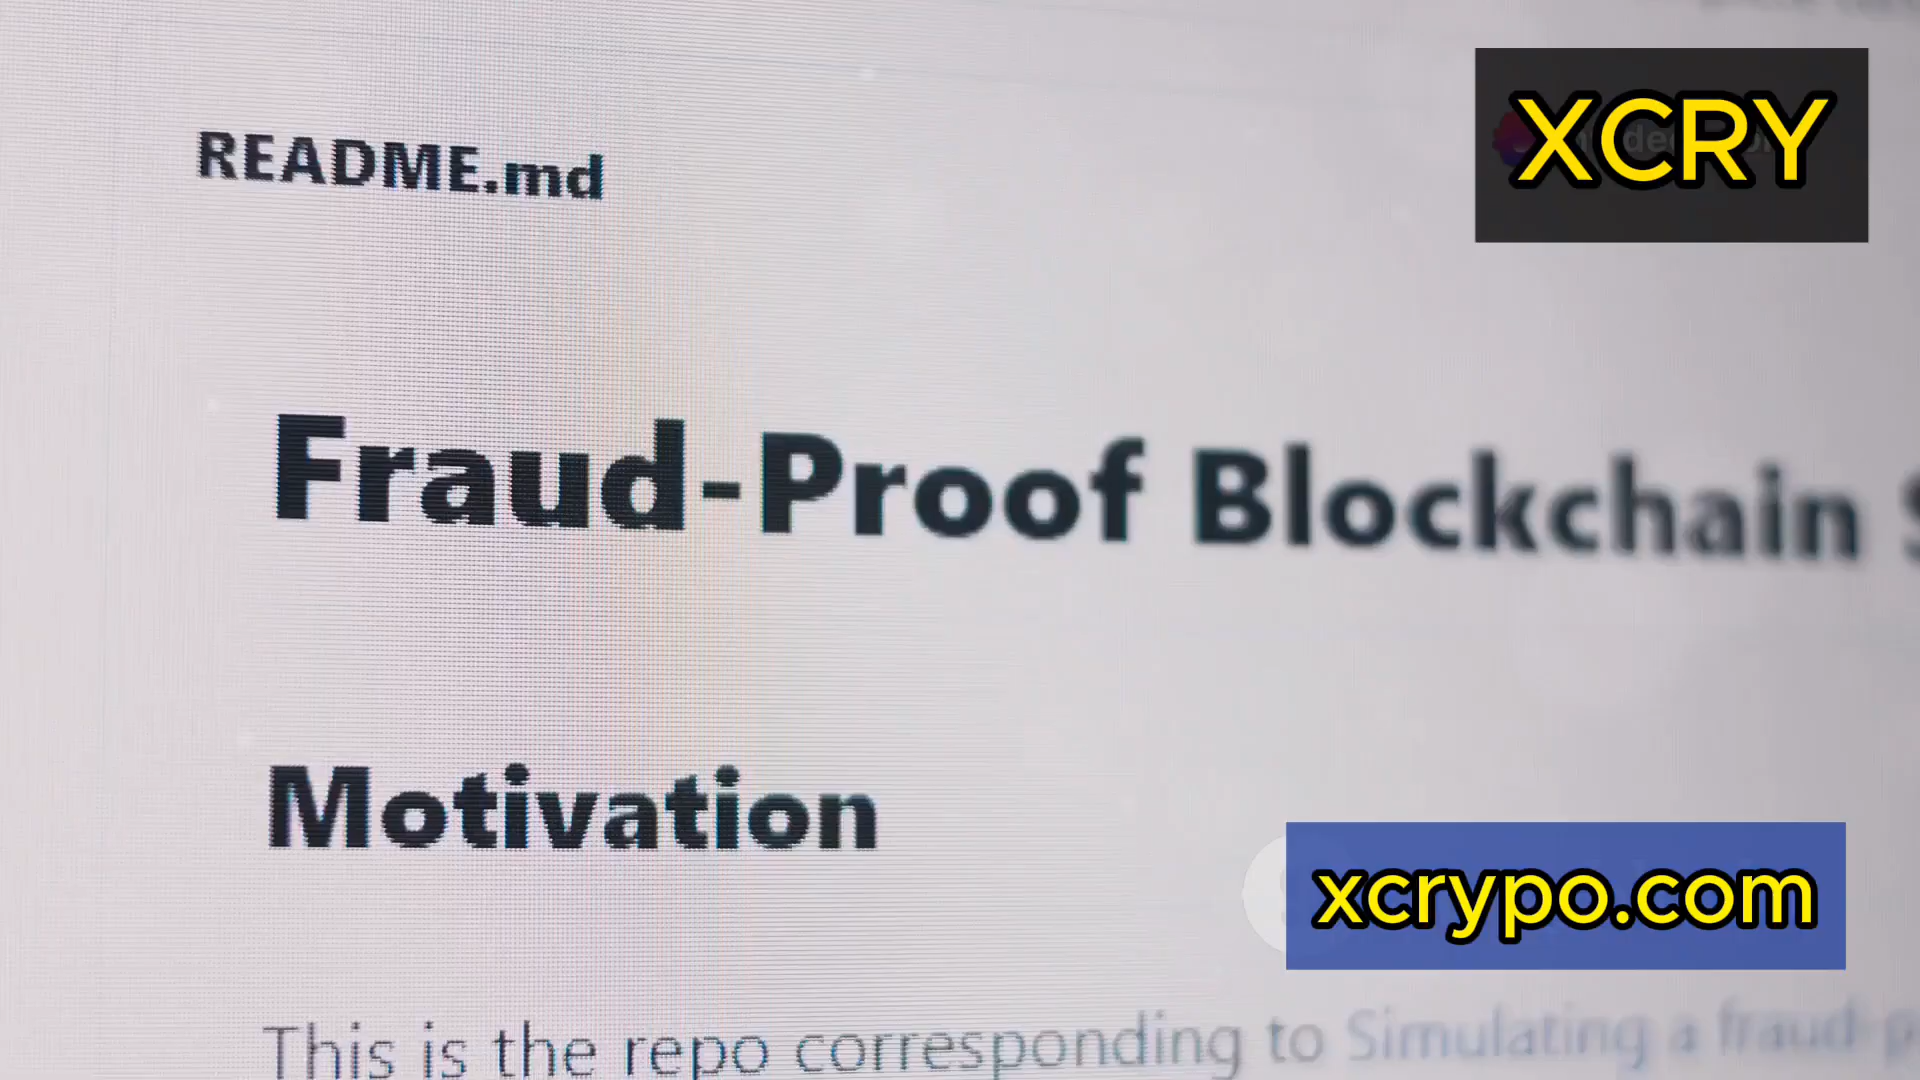 XCRY
README.md
Fraud-Proof Blockchain
Motivation
xcrypo.com
This is the repo corresponding to Simulating a fraud